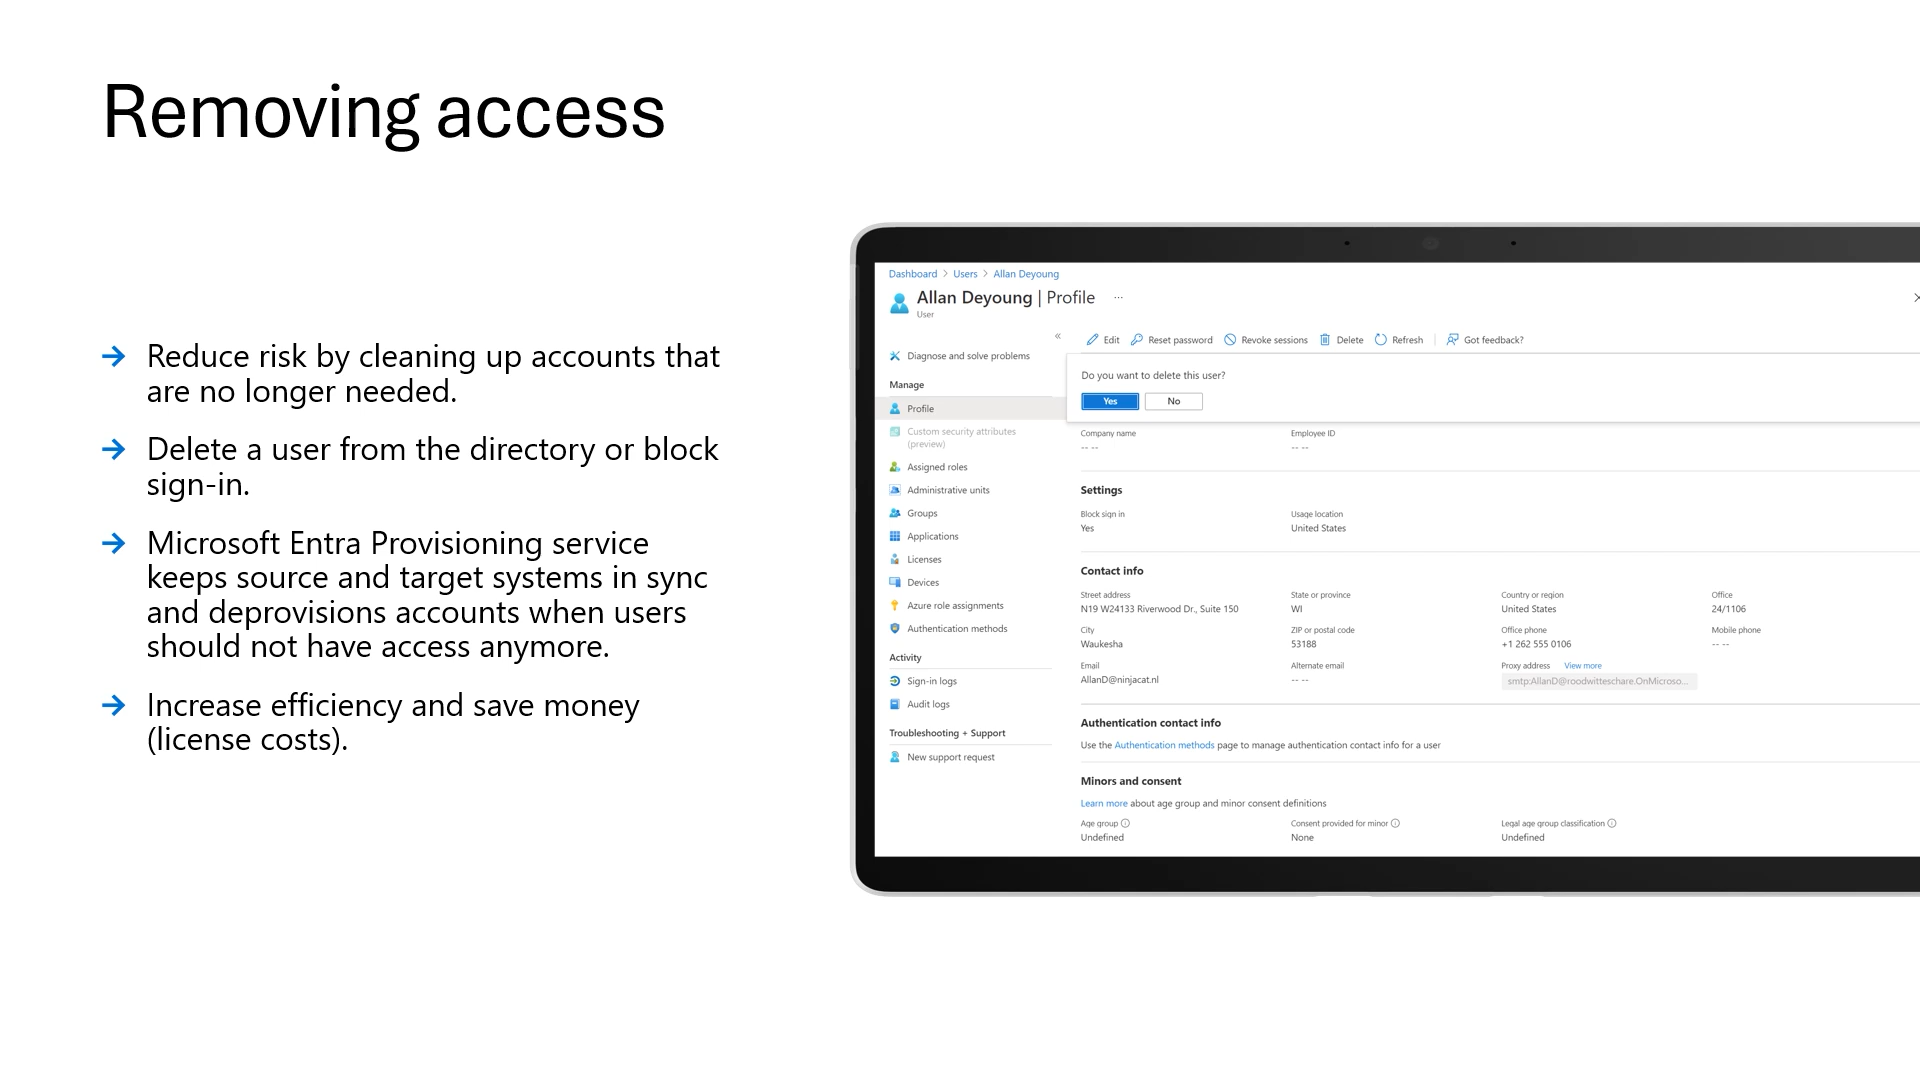 Removing access
Reduce risk by cleaning up accounts that
are no longer needed.
Delete a user from the directory or block
sign-in.
Microsoft Entra Provisioning service
keeps source and target systems in sync
and deprovisions accounts when users
should not have access anymore.
Increase efficiency and save money
(license costs).
Dashboard > Users > Allan Deyoung
Allan Deyoung | Profile ...
User
Diagnose and solve problems
Manage
Profile
Custom security attributes
(preview)
Assigned roles
Administrative units
Groups
Applications
Licenses
Devices
Azure role assignments
Authentication methods
Activity
Sign-in logs
Audit logs
Troubleshooting + Support
New support request
Edit Reset password Revoke sessions Delete Refresh | Got feedback?
Do you want to delete this user?
Yes No
Company name Employee ID
-- -- -- --
Settings
Block sign in Usage location
Yes United States
Contact info
Street address State or province Country or region Office
N19 W24133 Riverwood Dr., Suite 150 WI United States 24/1106
City ZIP or postal code Office phone Mobile phone
Waukesha 53188 +1 262 555 0106 -- --
Email Alternate email Proxy address View more
AllanD@ninjacat.nl -- -- smtp:AllanD@roodwitteschare.OnMicroso...
Authentication contact info
Use the Authentication methods page to manage authentication contact info for a user
Minors and consent
Learn more about age group and minor consent definitions
Age group Consent provided for minor Legal age group classification
Undefined None Undefined